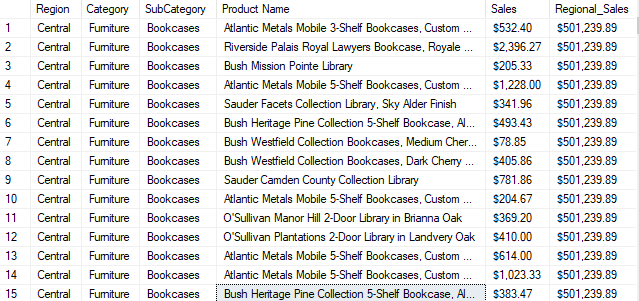 Region Category SubCategory Product Name Sales Regional_Sales
1 Central Furniture Bookcases Atlantic Metals Mobile 3-Shelf Bookcases, Custom ... $532.40 $501,239.89
2 Central Furniture Bookcases Riverside Palais Royal Lawyers Bookcase, Royale ... $2,396.27 $501,239.89
3 Central Furniture Bookcases Bush Mission Pointe Library $205.33 $501,239.89
4 Central Furniture Bookcases Atlantic Metals Mobile 5-Shelf Bookcases, Custom ... $1,228.00 $501,239.89
5 Central Furniture Bookcases Sauder Facets Collection Library, Sky Alder Finish $341.96 $501,239.89
6 Central Furniture Bookcases Bush Heritage Pine Collection 5-Shelf Bookcase, Al... $493.43 $501,239.89
7 Central Furniture Bookcases Bush Westfield Collection Bookcases, Medium Cher... $78.85 $501,239.89
8 Central Furniture Bookcases Bush Westfield Collection Bookcases, Dark Cherry ... $405.86 $501,239.89
9 Central Furniture Bookcases Sauder Camden County Collection Library $781.86 $501,239.89
10 Central Furniture Bookcases Atlantic Metals Mobile 5-Shelf Bookcases, Custom ... $204.67 $501,239.89
11 Central Furniture Bookcases O'Sullivan Manor Hill 2-Door Library in Brianna Oak $369.20 $501,239.89
12 Central Furniture Bookcases O'Sullivan Plantations 2-Door Library in Landvery Oak $410.00 $501,239.89
13 Central Furniture Bookcases Atlantic Metals Mobile 5-Shelf Bookcases, Custom ... $614.00 $501,239.89
14 Central Furniture Bookcases Atlantic Metals Mobile 5-Shelf Bookcases, Custom ... $1,023.33 $501,239.89
15 Central Furniture Bookcases Bush Heritage Pine Collection 5-Shelf Bookcase, Al... $383.47 $501,239.89